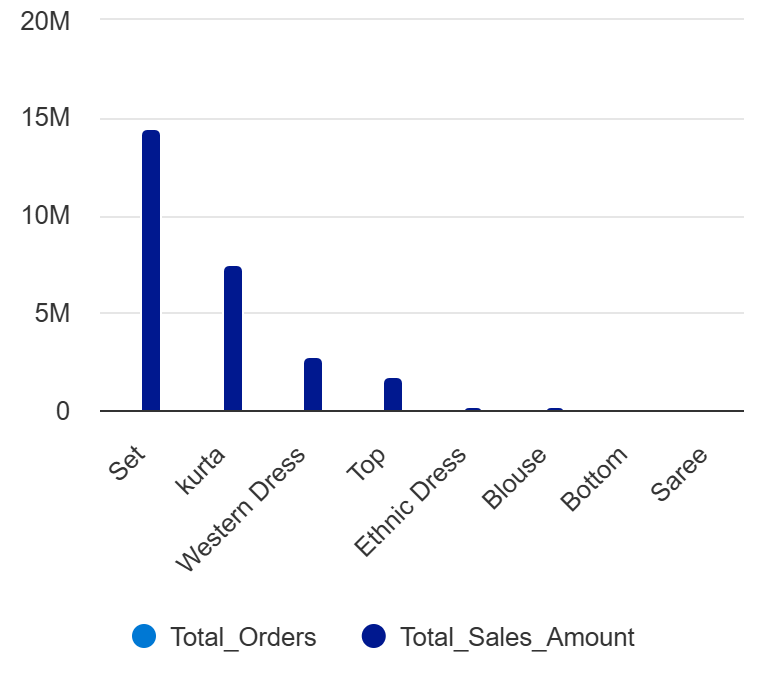 20M
15M
10M
5M
0
Set
kurta
Western Dress
Top
Ethnic Dress
Blouse
Bottom
Saree
Total_Orders
Total_Sales_Amount